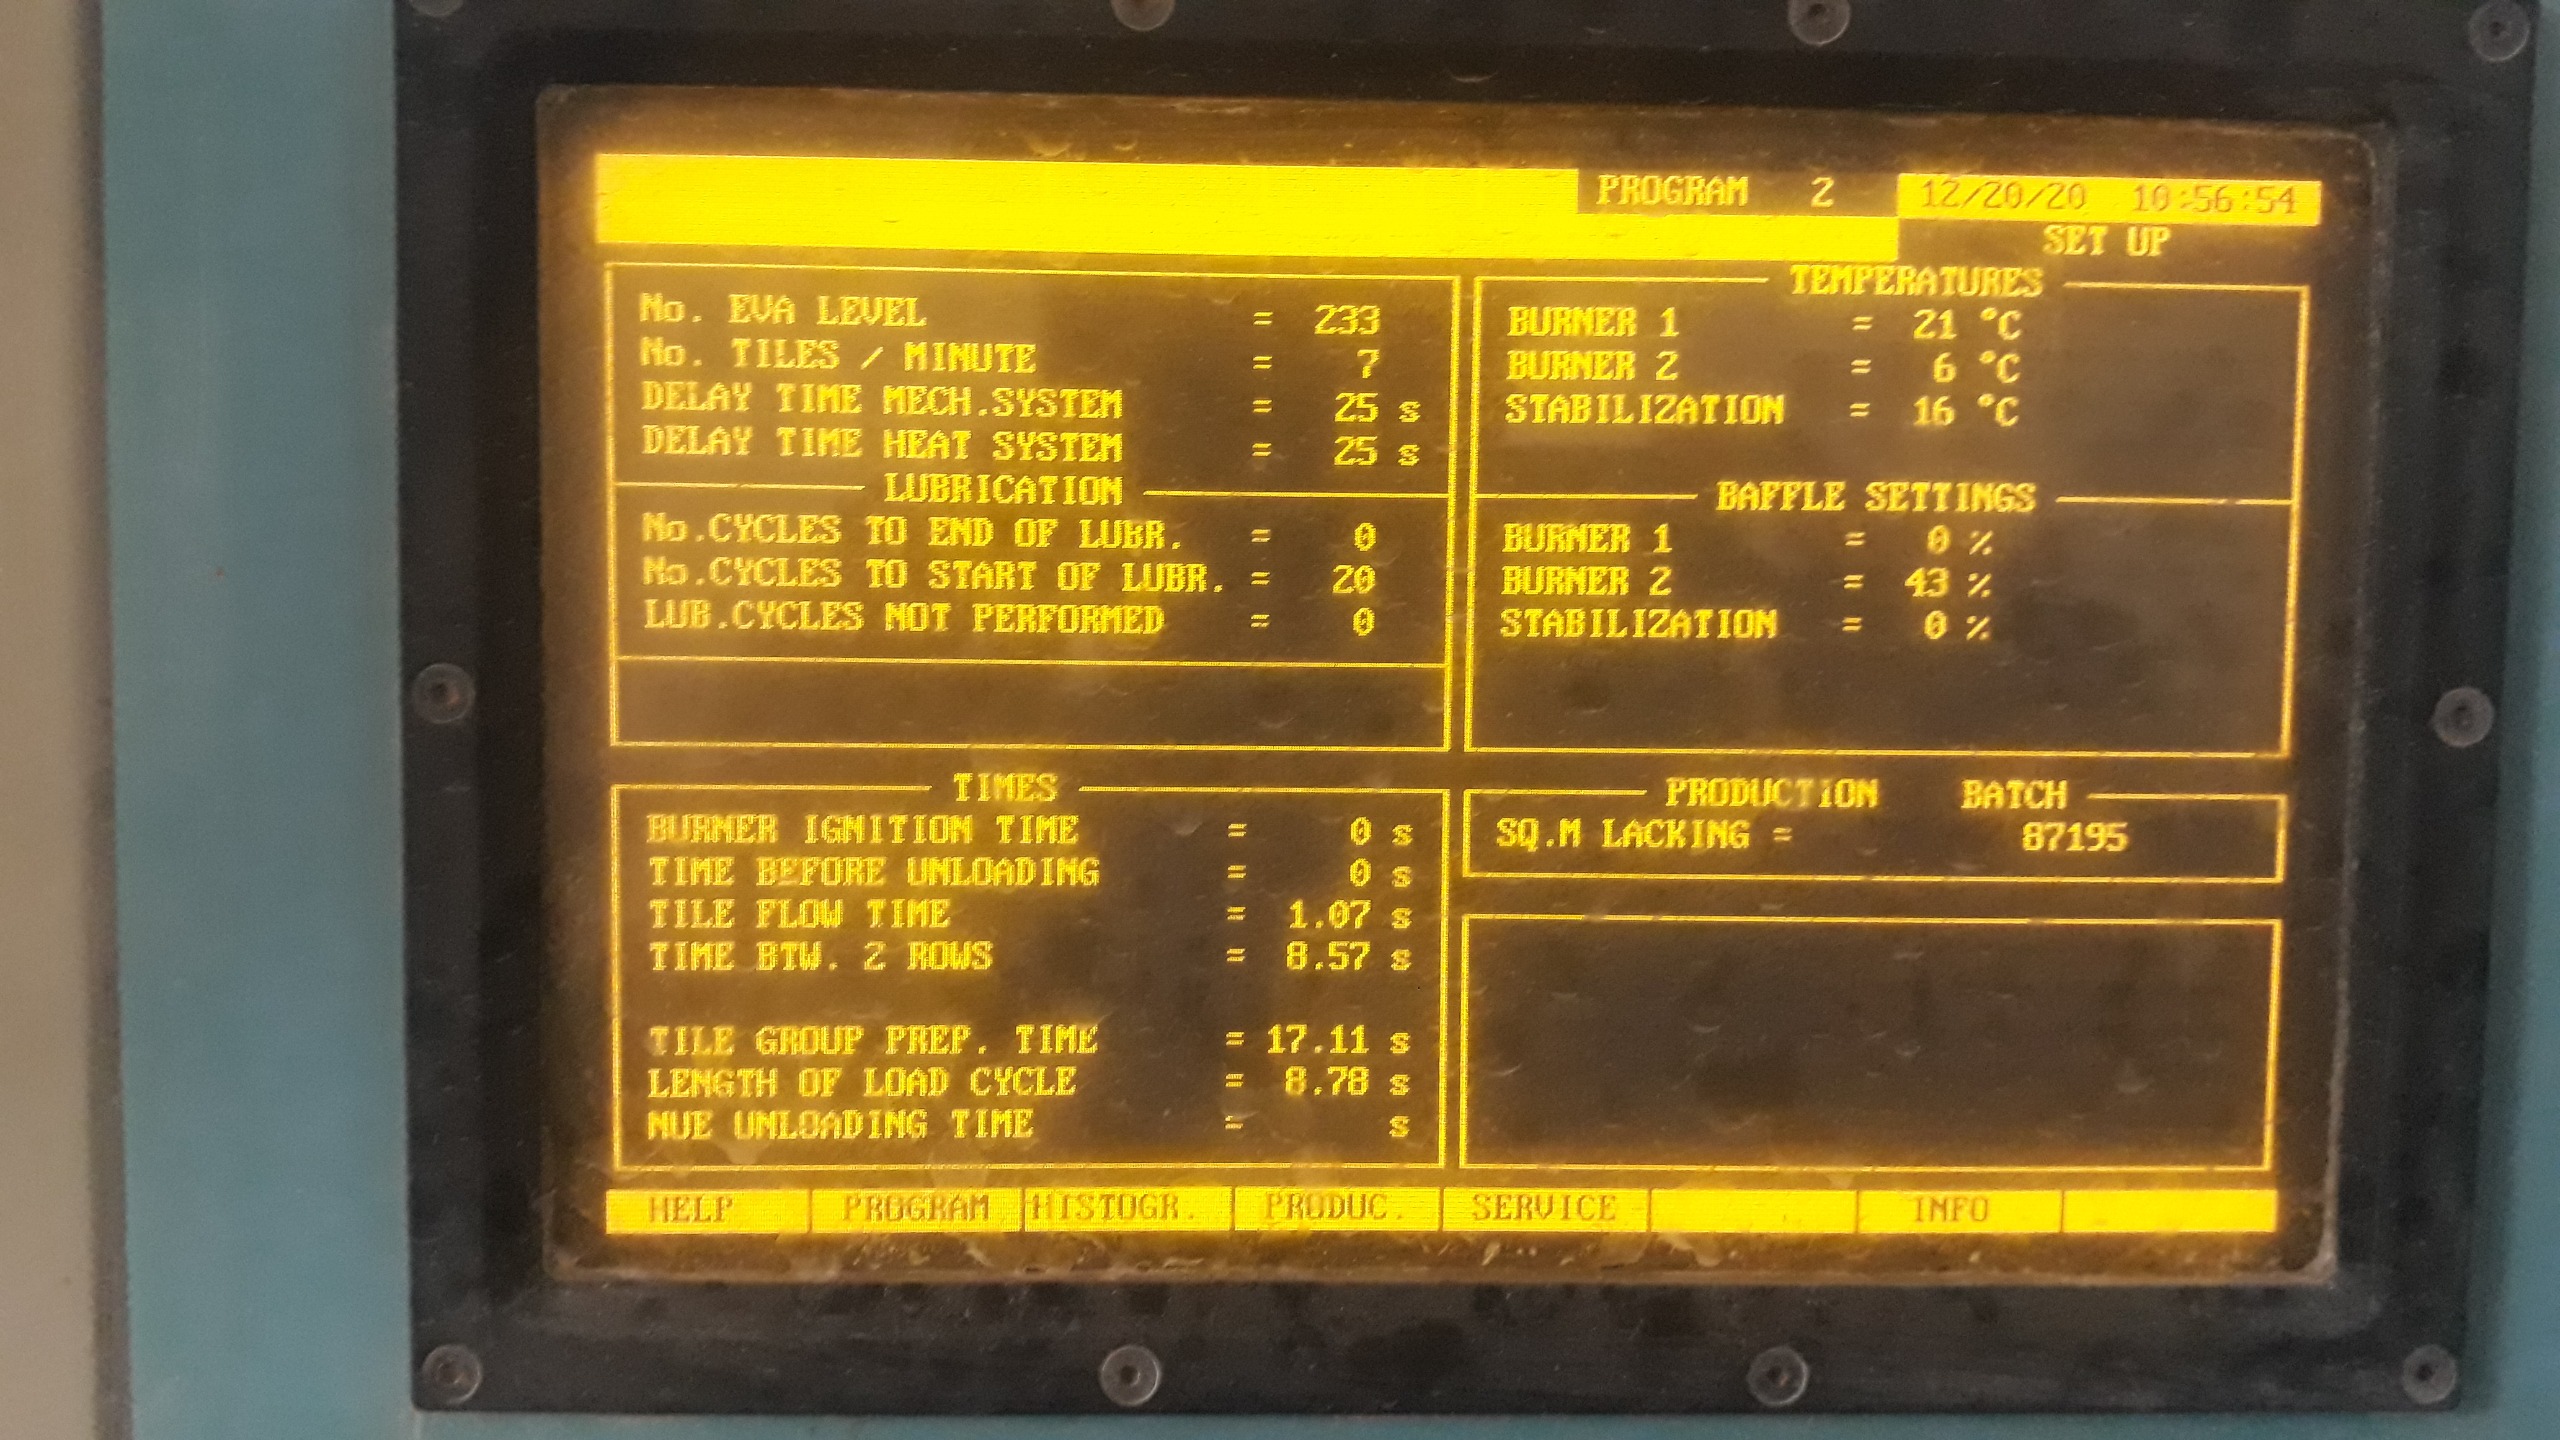 PROGRAM 2 12/20/20 10:56:54
SET UP
No. EVA LEVEL = 233
No. TILES / MINUTE = 7
DELAY TIME MECH.SYSTEM = 25 s
DELAY TIME HEAT SYSTEM = 25 s
LUBRICATION
No.CYCLES TO END OF LUBR. = 0
No.CYCLES TO START OF LUBR. = 20
LUB.CYCLES NOT PERFORMED = 0
TEMPERATURES
BURNER 1 = 21 °C
BURNER 2 = 6 °C
STABILIZATION = 16 °C
BAFFLE SETTINGS
BURNER 1 = 0 %
BURNER 2 = 43 %
STABILIZATION = 0 %
TIMES
BURNER IGNITION TIME = 0 s
TIME BEFORE UNLOADING = 0 s
TILE FLOW TIME = 1.07 s
TIME BTW. 2 ROWS = 8.57 s
TILE GROUP PREP. TIME = 17.11 s
LENGTH OF LOAD CYCLE = 8.78 s
NUE UNLOADING TIME = s
PRODUCTION BATCH
SQ.M LACKING = 87195
HELP PROGRAM HISTOGR. PRODUC. SERVICE INFO